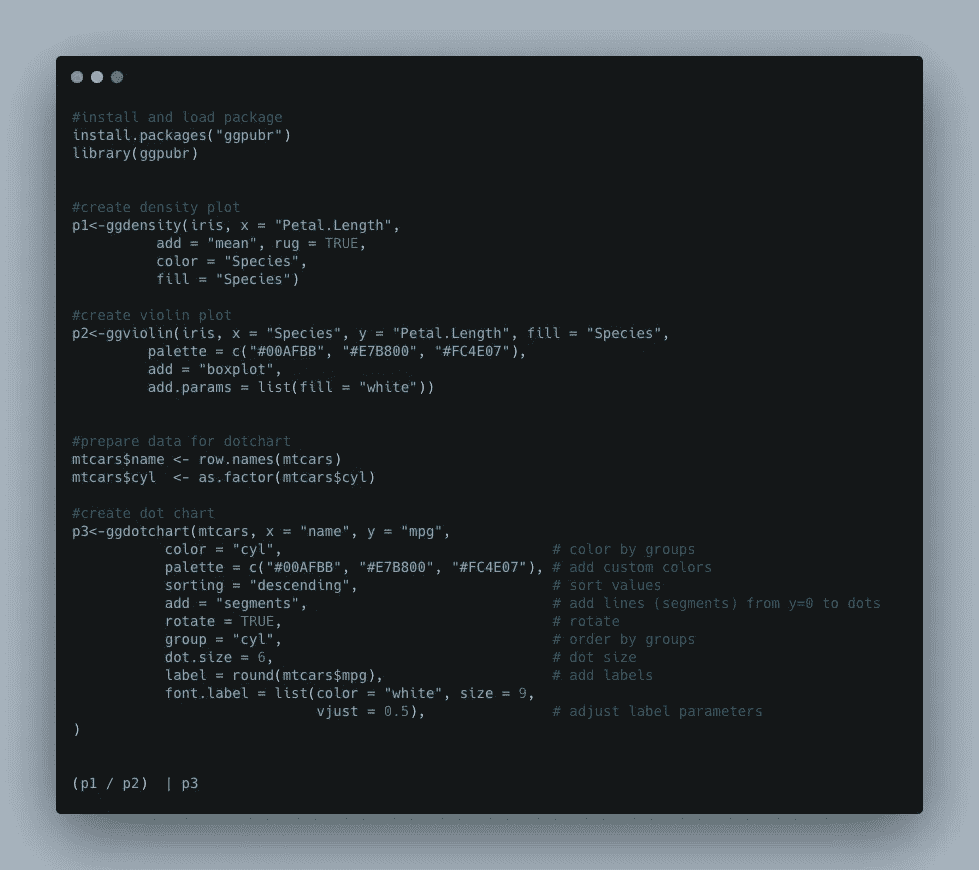 #install and load package
install.packages("ggpubr")
library(ggpubr)
#create density plot
p1<-ggdensity(iris, x = "Petal.Length",
add = "mean", rug = TRUE,
color = "Species",
fill = "Species")
#create violin plot
p2<-ggviolin(iris, x = "Species", y = "Petal.Length", fill = "Species",
palette = c("#00AFBB", "#E7B800", "#FC4E07"),
add = "boxplot",
add.params = list(fill = "white"))
#prepare data for dotchart
mtcars$name <- row.names(mtcars)
mtcars$cyl  <- as.factor(mtcars$cyl)
#create dot chart
p3<-ggdotchart(mtcars, x = "name", y = "mpg",
color = "cyl", # color by groups
palette = c("#00AFBB", "#E7B800", "#FC4E07"), # add custom colors
sorting = "descending", # sort values
add = "segments", # add lines (segments) from y=0 to dots
rotate = TRUE, # rotate
group = "cyl", # order by groups
dot.size = 6, # dot size
label = round(mtcars$mpg), # add labels
font.label = list(color = "white", size = 9,
vjust = 0.5), # adjust label parameters
)
(p1 / p2)  | p3